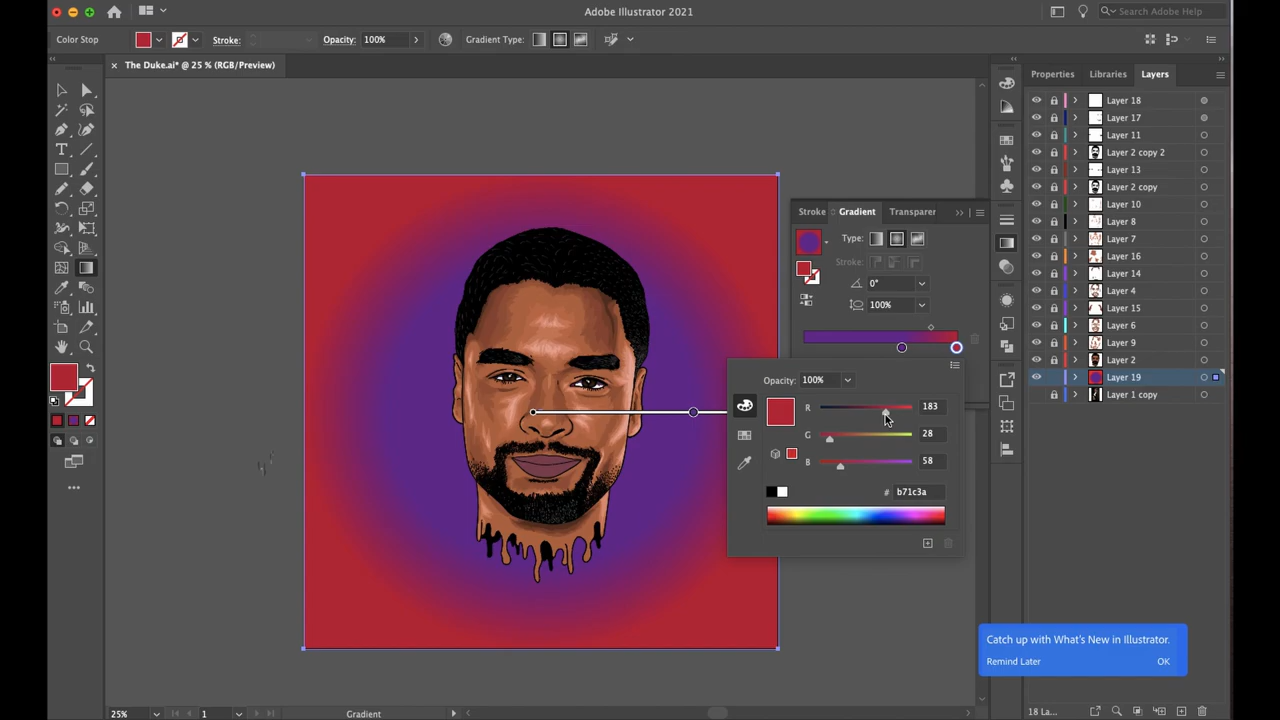 Adobe Illustrator 2021
Search Adobe Help
Color Stop
Stroke:
Opacity:
100%
Gradient Type:
The Duke.ai* @ 25 % (RGB/Preview)
Properties
Libraries
Layers
Layer 18
Layer 17
Layer 11
Layer 2 copy 2
Layer 13
Layer 2 copy
Layer 10
Layer 8
Layer 7
Layer 16
Layer 14
Layer 4
Layer 15
Layer 6
Layer 9
Layer 2
Layer 19
Layer 1 copy
Stroke
Gradient
Transparer
Type:
Stroke:
0°
100%
Opacity:
100%
R
183
G
28
B
58
#
b71c3a
Catch up with What's New in Illustrator.
Remind Later
OK
25%
1
Gradient
18 La...